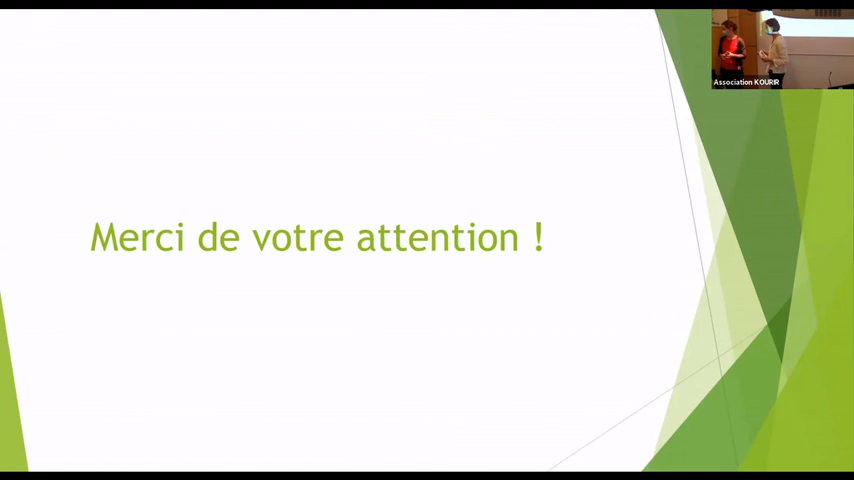 Association KOURIR
Merci de votre attention !